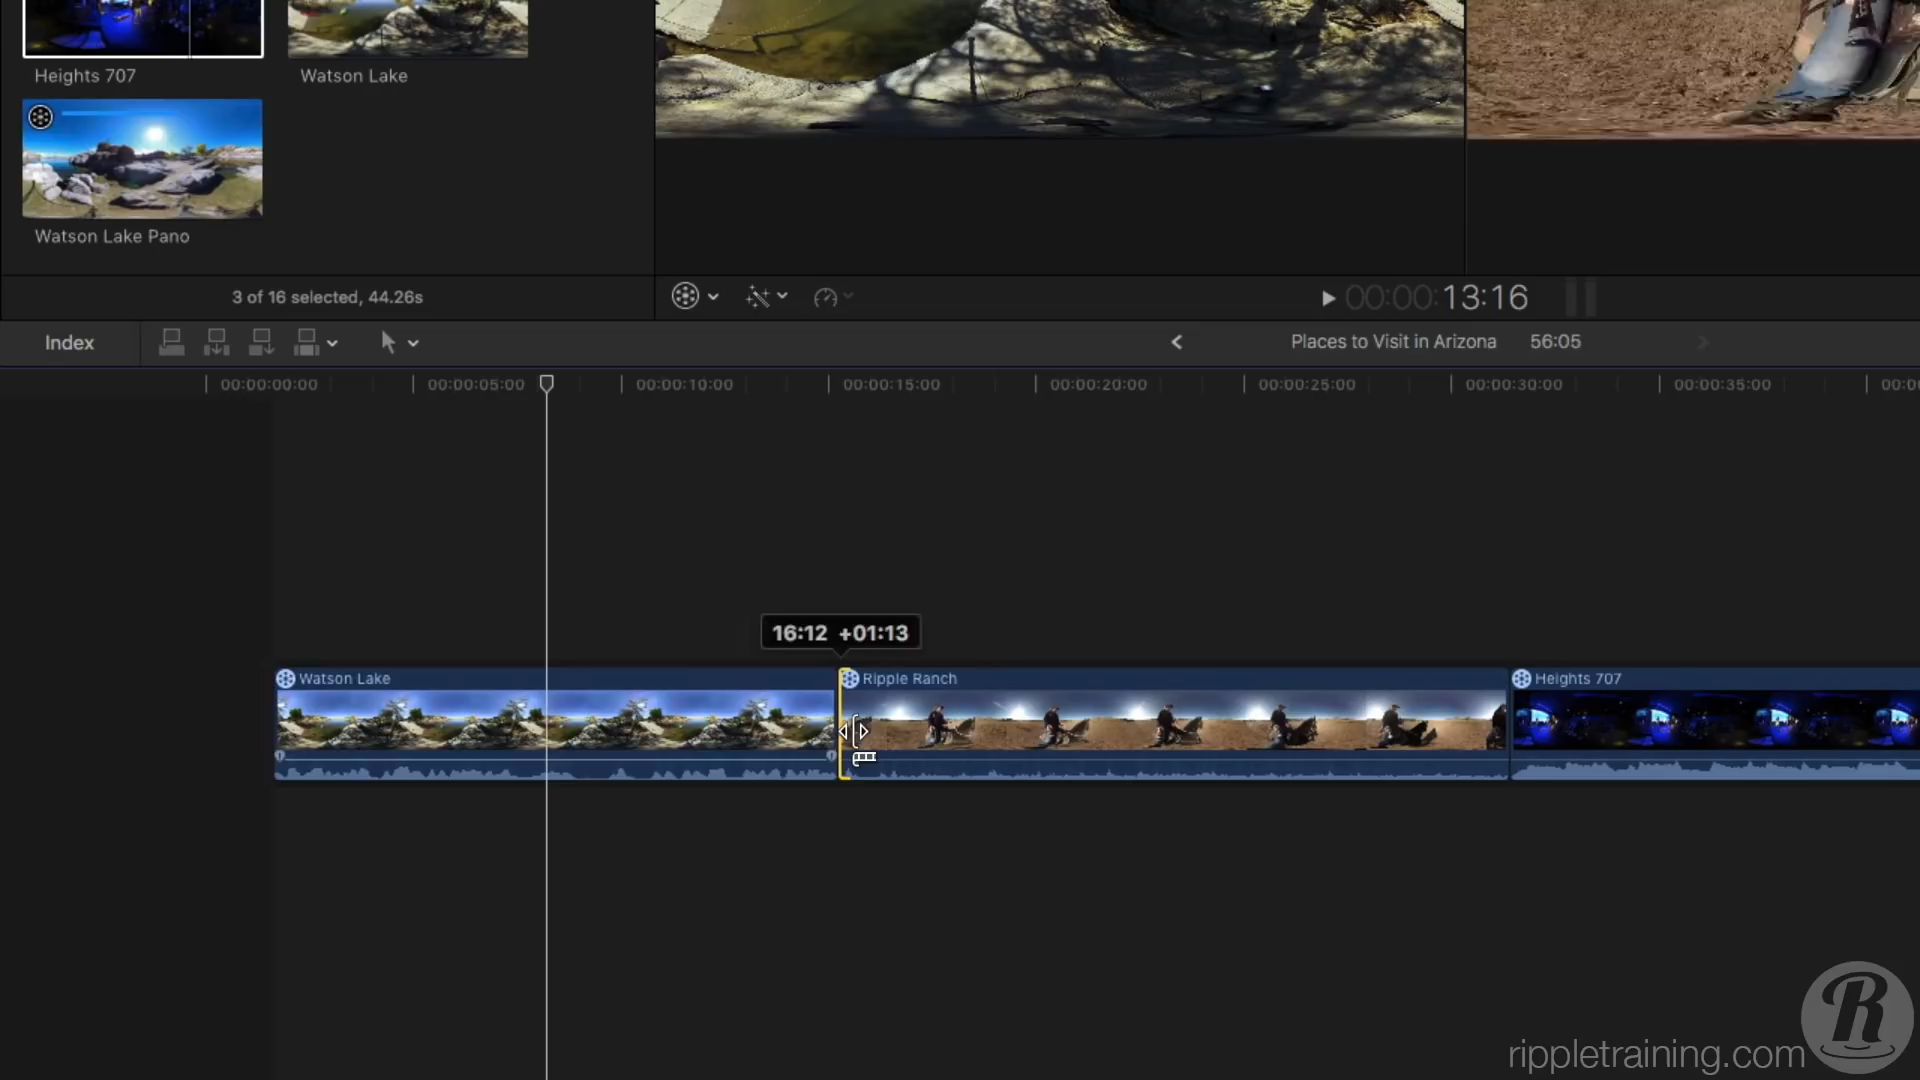 Heights 707
Watson Lake
Watson Lake Pano
3 of 16 selected, 44.26s
00:00:13:16
Index
Places to Visit in Arizona 56:05
00:00:00:00 00:00:05:00 00:00:10:00 00:00:15:00 00:00:20:00 00:00:25:00 00:00:30:00 00:00:35:00
16:12 +01:13
Watson Lake Ripple Ranch Heights 707
R
rippletraining.com